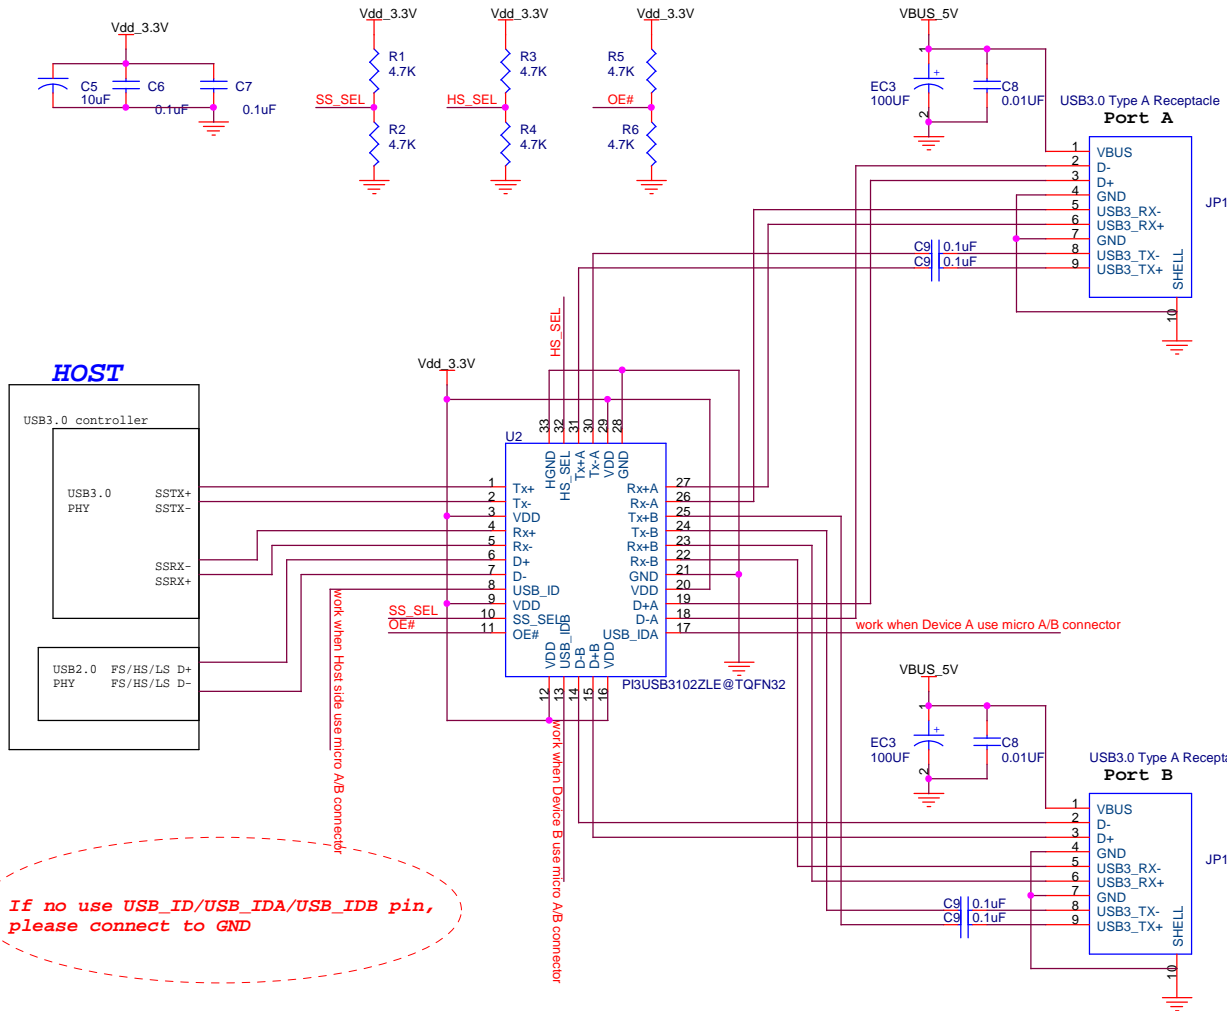 Vdd_3.3V
Vdd_3.3V
Vdd_3.3V
Vdd_3.3V
VBUS_5V
C5
10uF
C6
0.1uF
C7
0.1uF
R1
4.7K
SS_SEL
R2
4.7K
R3
4.7K
HS_SEL
R4
4.7K
R5
4.7K
OE#
R6
4.7K
1
EC3
100UF
+
2
C8
0.01UF
USB3.0 Type A Receptacle
Port A
1 VBUS
2 D-
3 D+
4 GND
5 USB3_RX-
6 USB3_RX+
7 GND
8 USB3_TX-
9 USB3_TX+
SHELL
10
JP1
C9 0.1uF
C9 0.1uF
HS_SEL
Vdd_3.3V
HOST
USB3.0 controller
USB3.0 SSTX+
PHY SSTX-
SSRX-
SSRX+
USB2.0 FS/HS/LS D+
PHY FS/HS/LS D-
U2
33 HGND
32 HS_SEL
31 Tx+A
30 Tx-A
29 VDD
28 GND
1 Tx+
2 Tx-
3 VDD
4 Rx+
5 Rx-
6 D+
7 D-
8 USB_ID
9 VDD
10 SS_SEL
11 OE#
SS_SEL
OE#
Rx+A 27
Rx-A 26
Tx+B 25
Tx-B 24
Rx+B 23
Rx-B 22
GND 21
VDD 20
D+A 19
D-A 18
USB_IDA 17
VDD 12
USB_IDB 13
D-B 14
D+B 15
VDD 16
PI3USB3102ZLE@TQFN32
work when Device A use micro A/B connector
work when Host side use micro A/B connector
work when Device B use micro A/B connector
VBUS_5V
1
EC3
100UF
+
2
C8
0.01UF
USB3.0 Type A Recepta
Port B
1 VBUS
2 D-
3 D+
4 GND
5 USB3_RX-
6 USB3_RX+
7 GND
8 USB3_TX-
9 USB3_TX+
SHELL
10
JP1
C9 0.1uF
C9 0.1uF
If no use USB_ID/USB_IDA/USB_IDB pin,
please connect to GND